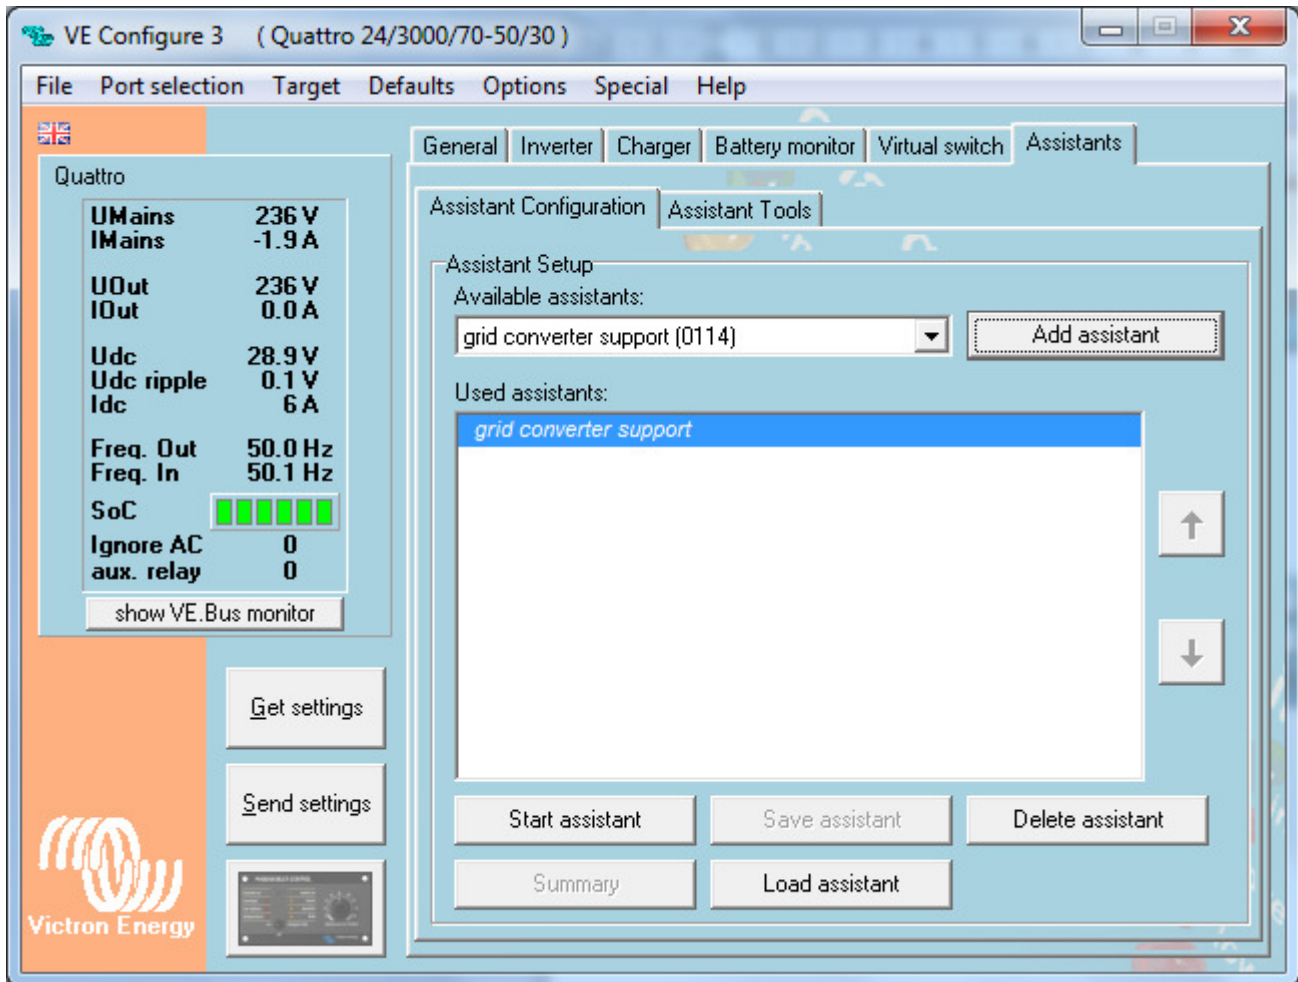 VE Configure 3 ( Quattro 24/3000/70-50/30 )
File Port selection Target Defaults Options Special Help
General Inverter Charger Battery monitor Virtual switch Assistants
Quattro
UMains 236 V
IMains -1.9 A
UOut 236 V
IOut 0.0 A
Udc 28.9 V
Udc ripple 0.1 V
Idc 6 A
Freq. Out 50.0 Hz
Freq. In 50.1 Hz
SoC
Ignore AC 0
aux. relay 0
show VE.Bus monitor
Get settings
Send settings
Victron Energy
Assistant Configuration Assistant Tools
Assistant Setup
Available assistants:
grid converter support (0114) Add assistant
Used assistants:
grid converter support
Start assistant Save assistant Delete assistant
Summary Load assistant